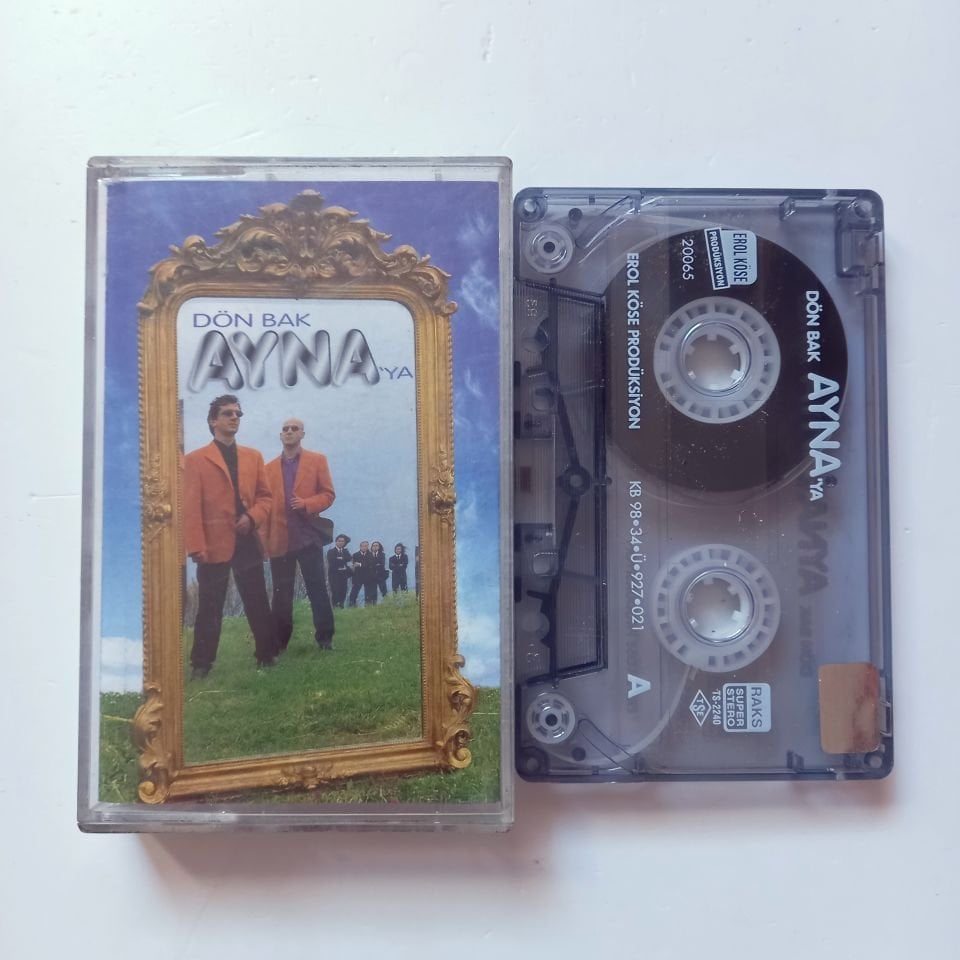 DÖN BAK
AYNA'YA
EROL KÖSE
PRODÜKSİYON
20065
DÖN BAK AYNA'YA
EROL KÖSE PRODÜKSİYON
KB 98•34•Ü•927•021
A
RAKS
SUPER
STEREO
TS-2240
TSE